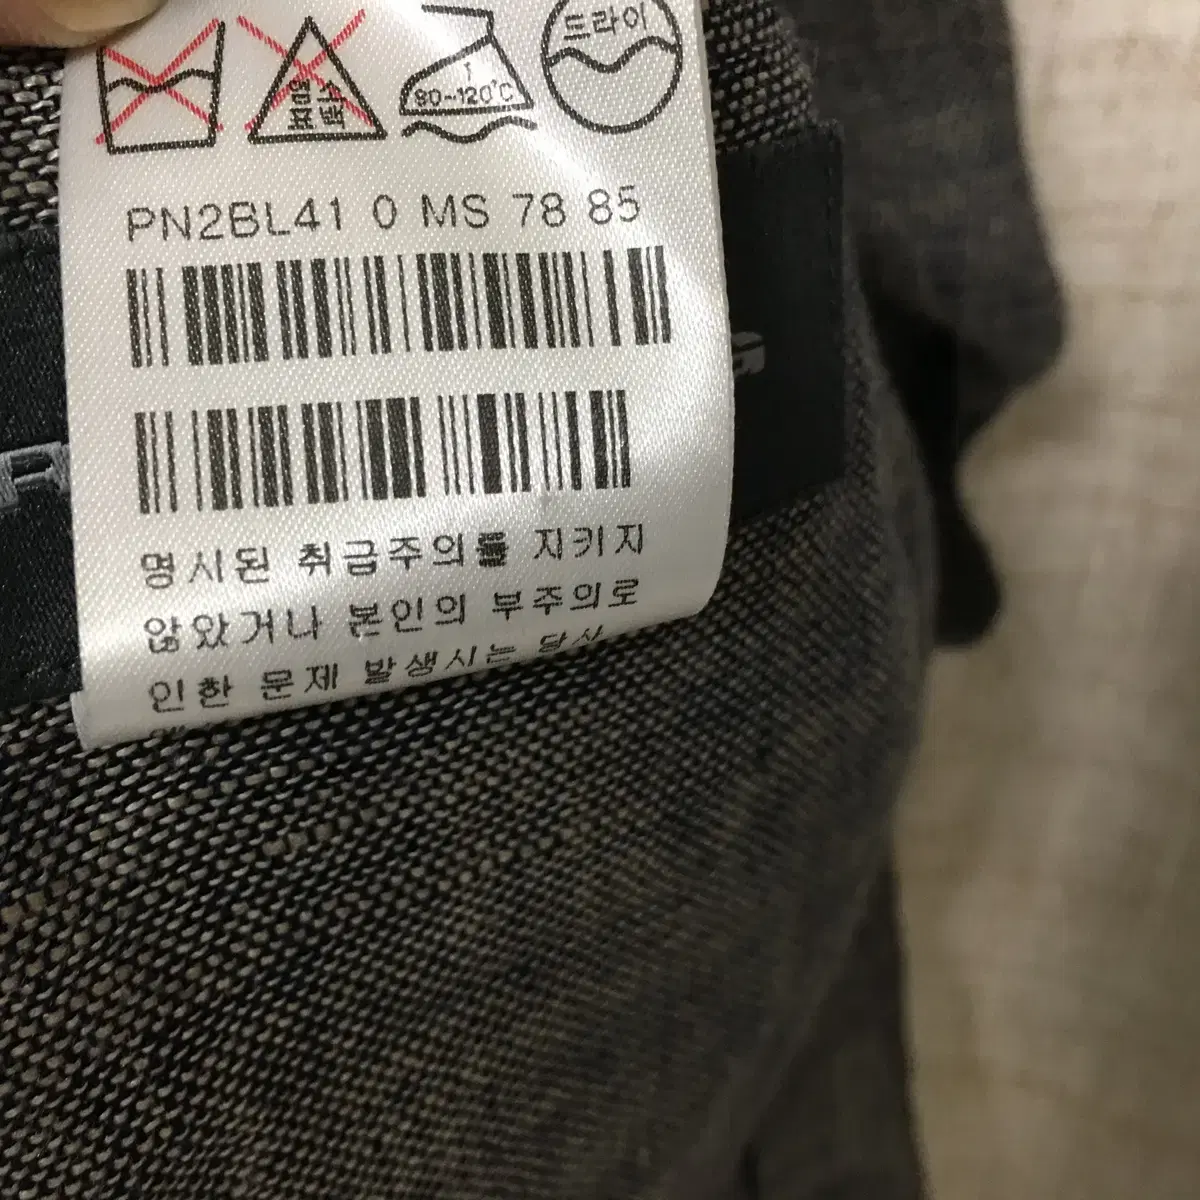 드라이
염소
표백
1
80~120°C
PN2BL41 0 MS 78 85
명시된 취급주의를 지키지
않았거나 본인의 부주의로
인한 문제 발생시는 당사
R